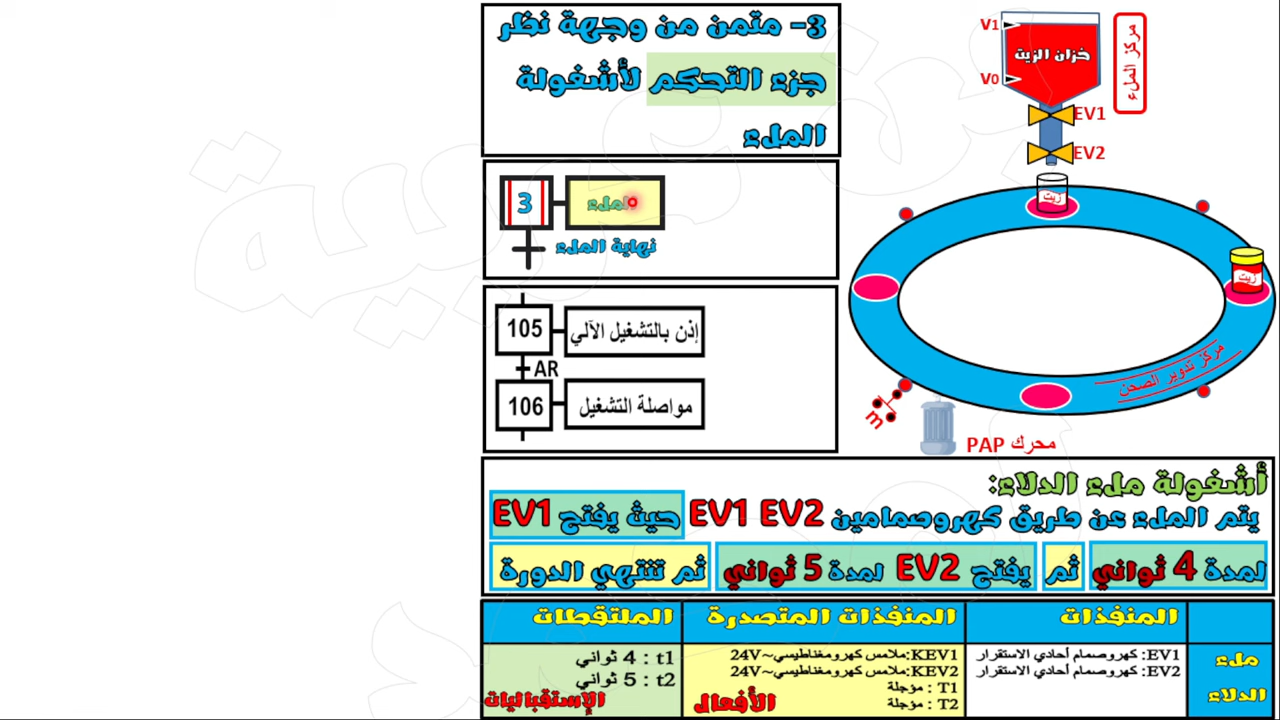 3- متمن من وجهة نظر
جزء التحكم لأشغولة
الملء
3
الملء
نهاية الملء
105
إذن بالتشغيل الآلي
AR
106
مواصلة التشغيل
V1
V0
خزان الزيت
مركز الملء
EV1
EV2
زيت
زيت
مركز تدوير الصحن
m
محرك PAP
أشغولة ملء الدلاء:
يتم الملء عن طريق كهروصمامين EV1 EV2 حيث يفتح EV1
لمدة 4 ثواني ثم يفتح EV2 لمدة 5 ثواني ثم تنتهي الدورة
المنفذات
المنفذات المتصدرة
الملتقطات
ملء
الدلاء
EV1: كهروصمام أحادي الاستقرار
EV2: كهروصمام أحادي الاستقرار
KEV1:ملامس كهرومغناطيسي~24V
KEV2:ملامس كهرومغناطيسي~24V
T1 : مؤجلة
T2 : مؤجلة
الأفعال
t1 : 4 ثواني
t2 : 5 ثواني
الإستقباليات